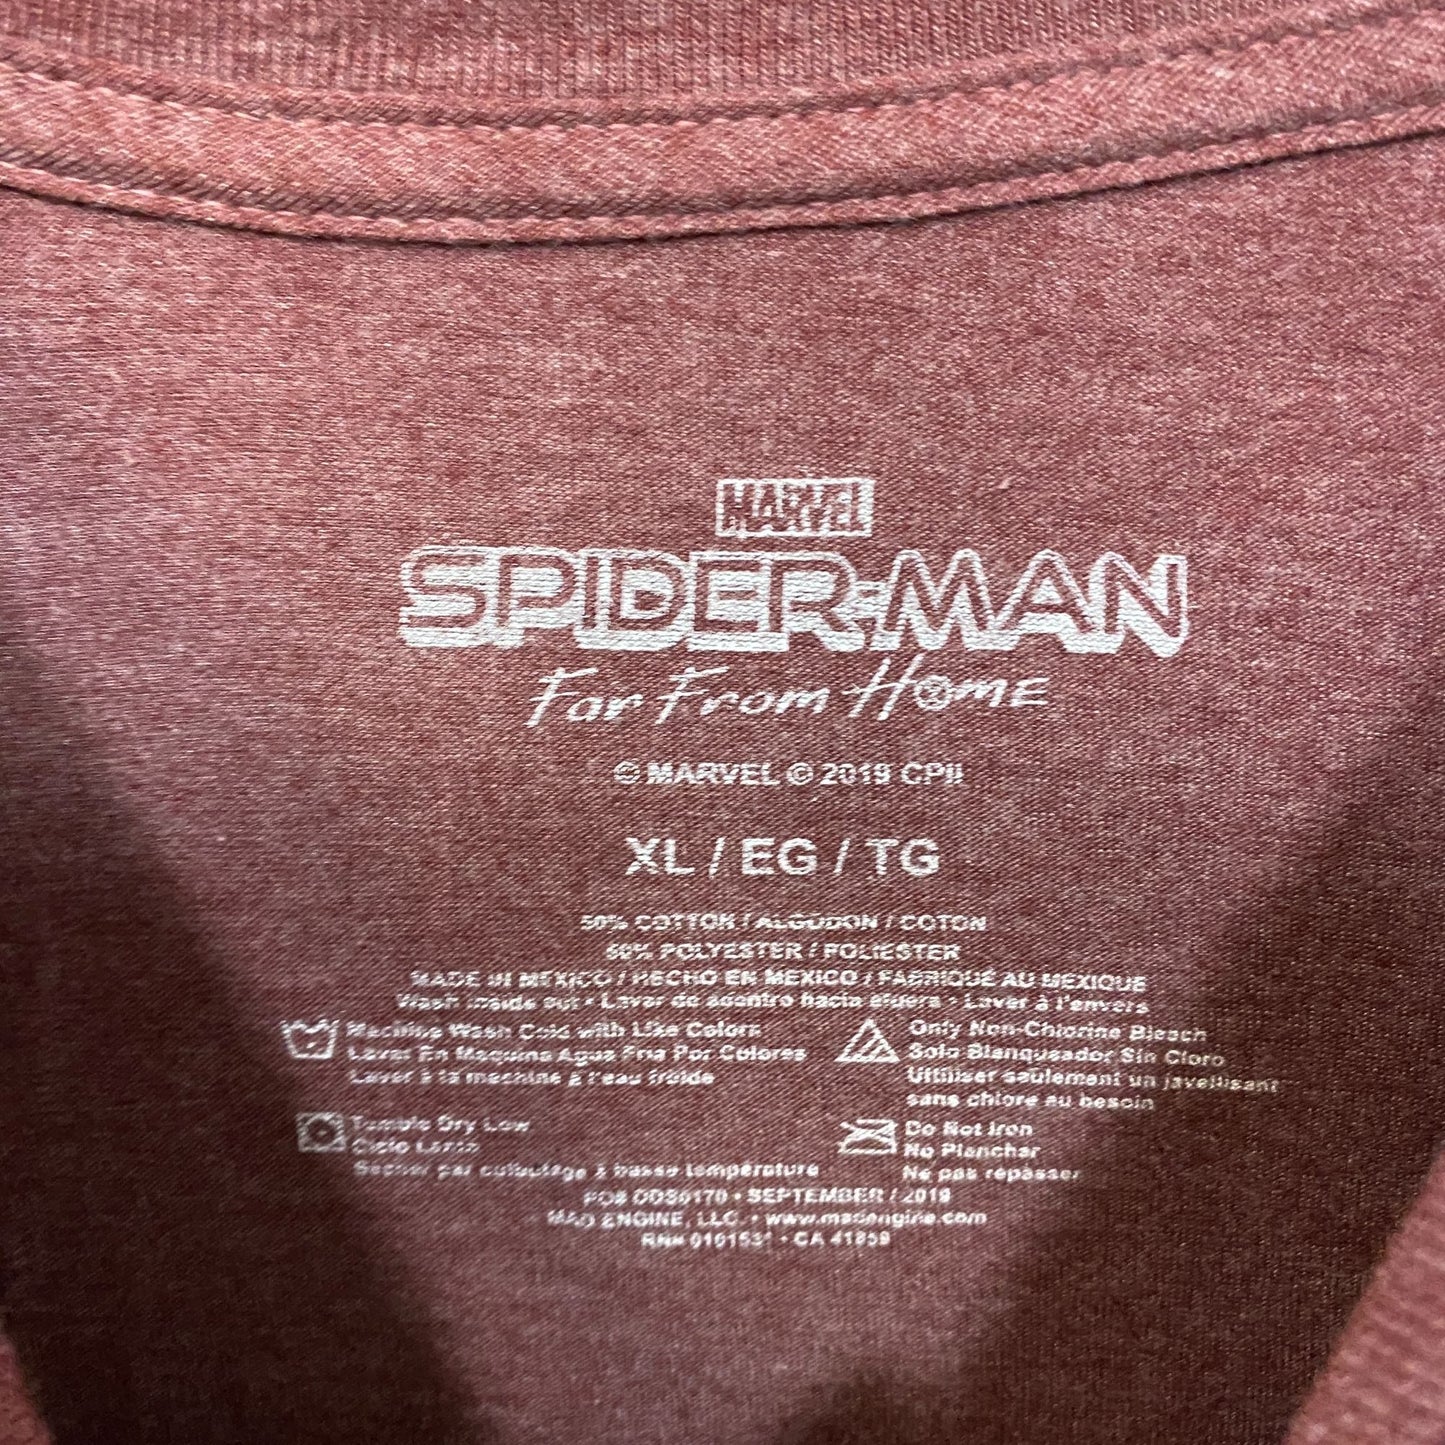 MARVEL
SPIDER-MAN
Far From Home
© MARVEL © 2019 CPII
XL / EG / TG
50% COTTON / ALGODON / COTON
50% POLYESTER / POLIESTER
MADE IN MEXICO / HECHO EN MEXICO / FABRIQUÉ AU MEXIQUE
Wash inside out • Lavar de adentro hacia afuera • Laver à l'envers
Machine Wash Cold with Like Colors
Lavar En Maquina Agua Fria Por Colores
Laver à la machine à l'eau froide
Only Non-Chlorine Bleach
Solo Blanqueador Sin Cloro
Utiliser seulement un javellisant
sans chlore au besoin
Tumble Dry Low
Ciclo
Sécher par culbutage à basse température
Do Not Iron
No Planchar
Ne pas repasser
PO# DDS0170 • SEPTEMBER / 2019
MAD ENGINE, LLC. • www.madengine.com
RN# 0101531 • CA 41859